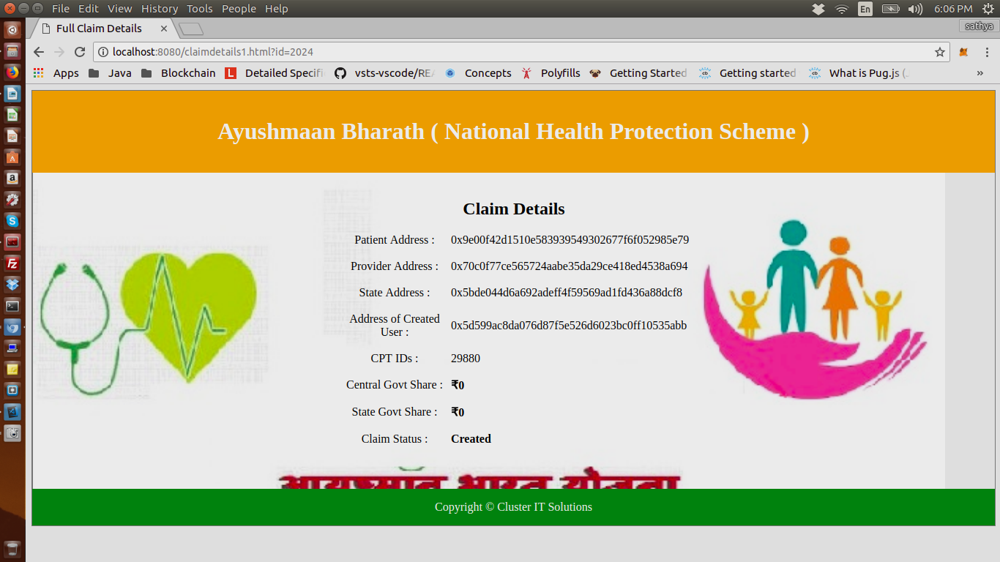 File Edit View History Tools People Help
En
6:06 PM
Full Claim Details
sathya
localhost:8080/claimdetails1.html?id=2024
Apps Java Blockchain Detailed Specifi vsts-vscode/REA Concepts Polyfills Getting Started Getting started What is Pug.js ( »
Ayushmaan Bharath ( National Health Protection Scheme )
Claim Details
Patient Address : 0x9e00f42d1510e583939549302677f6f052985e79
Provider Address : 0x70c0f77ce565724aabe35da29ce418ed4538a694
State Address : 0x5bde044d6a692adeff4f59569ad1fd436a88dcf8
Address of Created
User : 0x5d599ac8da076d87f5e526d6023bc0ff10535abb
CPT IDs : 29880
Central Govt Share : ₹0
State Govt Share : ₹0
Claim Status : Created
आयुष्मान भारत योजना
Copyright © Cluster IT Solutions